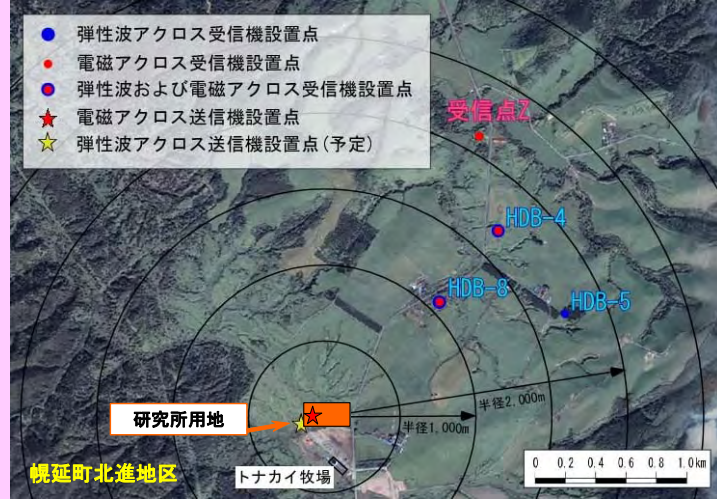 弾性波アクロス受信機設置点
電磁アクロス受信機設置点
弾性波および電磁アクロス受信機設置点
電磁アクロス送信機設置点
弾性波アクロス送信機設置点(予定)
受信点Z
HDB-4
HDB-8
HDB-5
半径2,000m
研究所用地
半径1,000m
幌延町北進地区
トナカイ牧場
0 0.2 0.4 0.6 0.8 1.0km